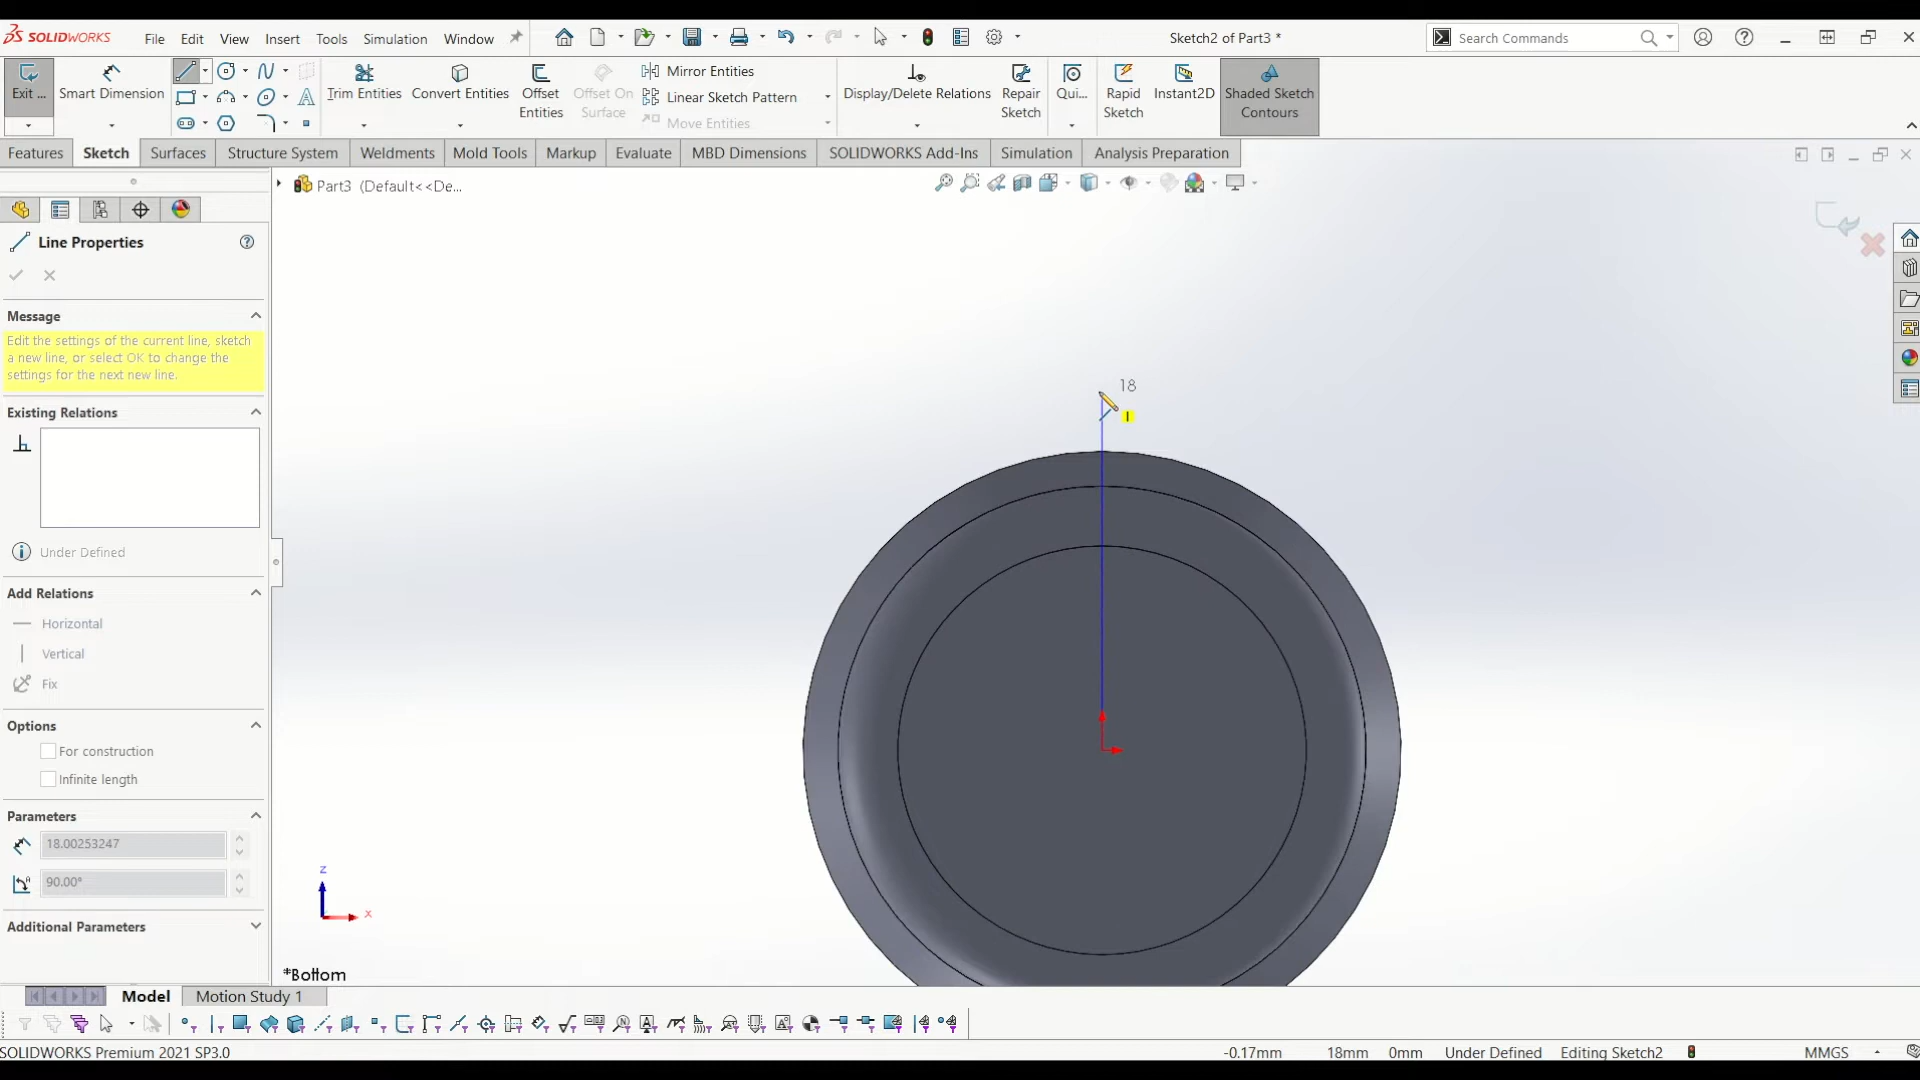 SOLIDWORKS File Edit View Insert Tools Simulation Window Sketch2 of Part3 * Search Commands
Exit ... Smart Dimension Trim Entities Convert Entities Offset Entities Offset On Surface Mirror Entities Linear Sketch Pattern Move Entities Display/Delete Relations Repair Sketch Qui... Rapid Sketch Instant2D Shaded Sketch Contours
Features Sketch Surfaces Structure System Weldments Mold Tools Markup Evaluate MBD Dimensions SOLIDWORKS Add-Ins Simulation Analysis Preparation
Part3 (Default<<De...
Line Properties
Message
Edit the settings of the current line, sketch
a new line, or select OK to change the
settings for the next new line.
Existing Relations
18
Under Defined
Add Relations
Horizontal
Vertical
Fix
Options
For construction
Infinite length
Parameters
18.00253247
90.00°
Additional Parameters
z
x
*Bottom
Model Motion Study 1
SOLIDWORKS Premium 2021 SP3.0 -0.17mm 18mm 0mm Under Defined Editing Sketch2 MMGS